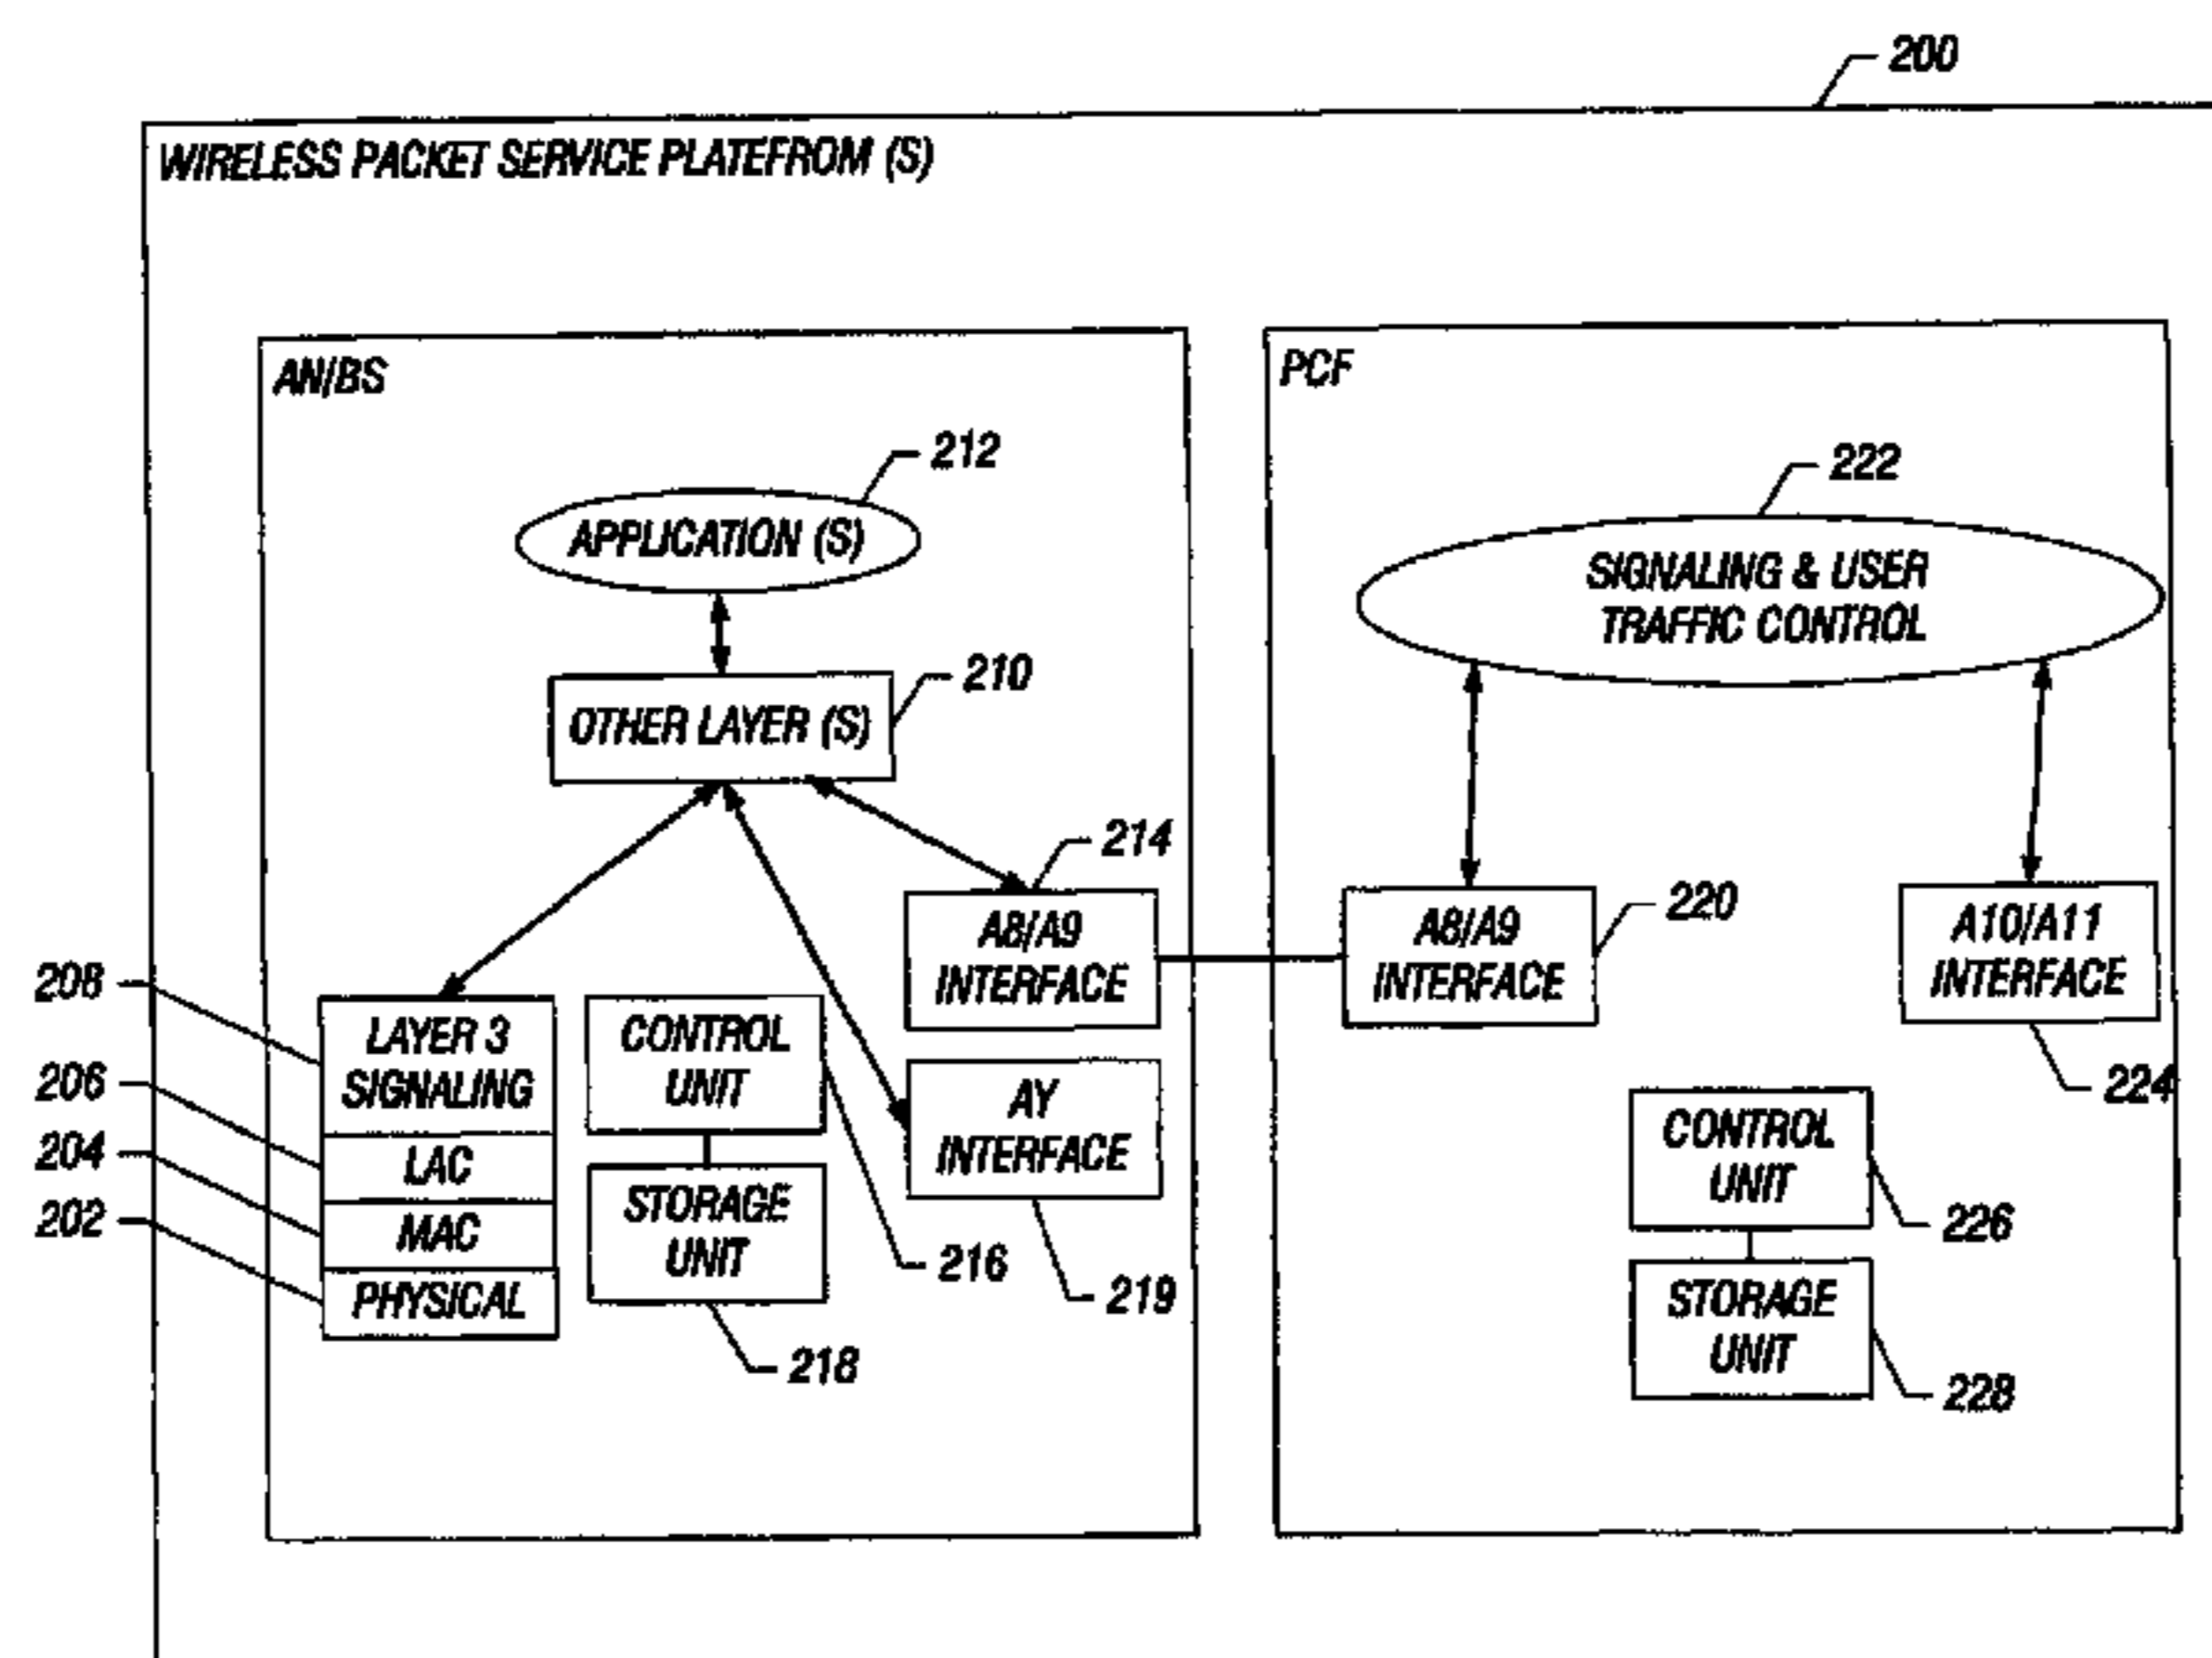 200
WIRELESS PACKET SERVICE PLATEFROM (S)
AN/BS
212
APPLICATION (S)
210
OTHER LAYER (S)
214
A8/A9
INTERFACE
208
LAYER 3
SIGNALING
206
LAC
204
MAC
202
PHYSICAL
CONTROL
UNIT
216
STORAGE
UNIT
218
AY
INTERFACE
219
PCF
222
SIGNALING & USER
TRAFFIC CONTROL
220
A8/A9
INTERFACE
A10/A11
INTERFACE
224
CONTROL
UNIT
226
STORAGE
UNIT
228